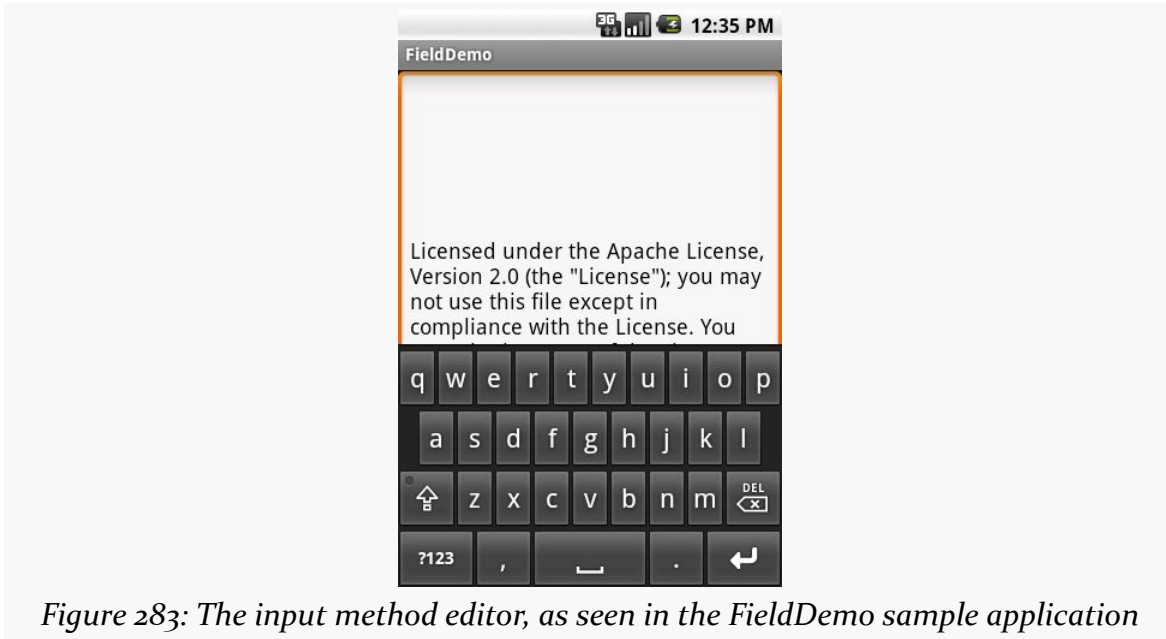 3G 12:35 PM
FieldDemo
Licensed under the Apache License,
Version 2.0 (the "License"); you may
not use this file except in
compliance with the License. You
q w e r t y u i o p
a s d f g h j k l
z x c v b n m DEL
?123 , .
Figure 283: The input method editor, as seen in the FieldDemo sample application